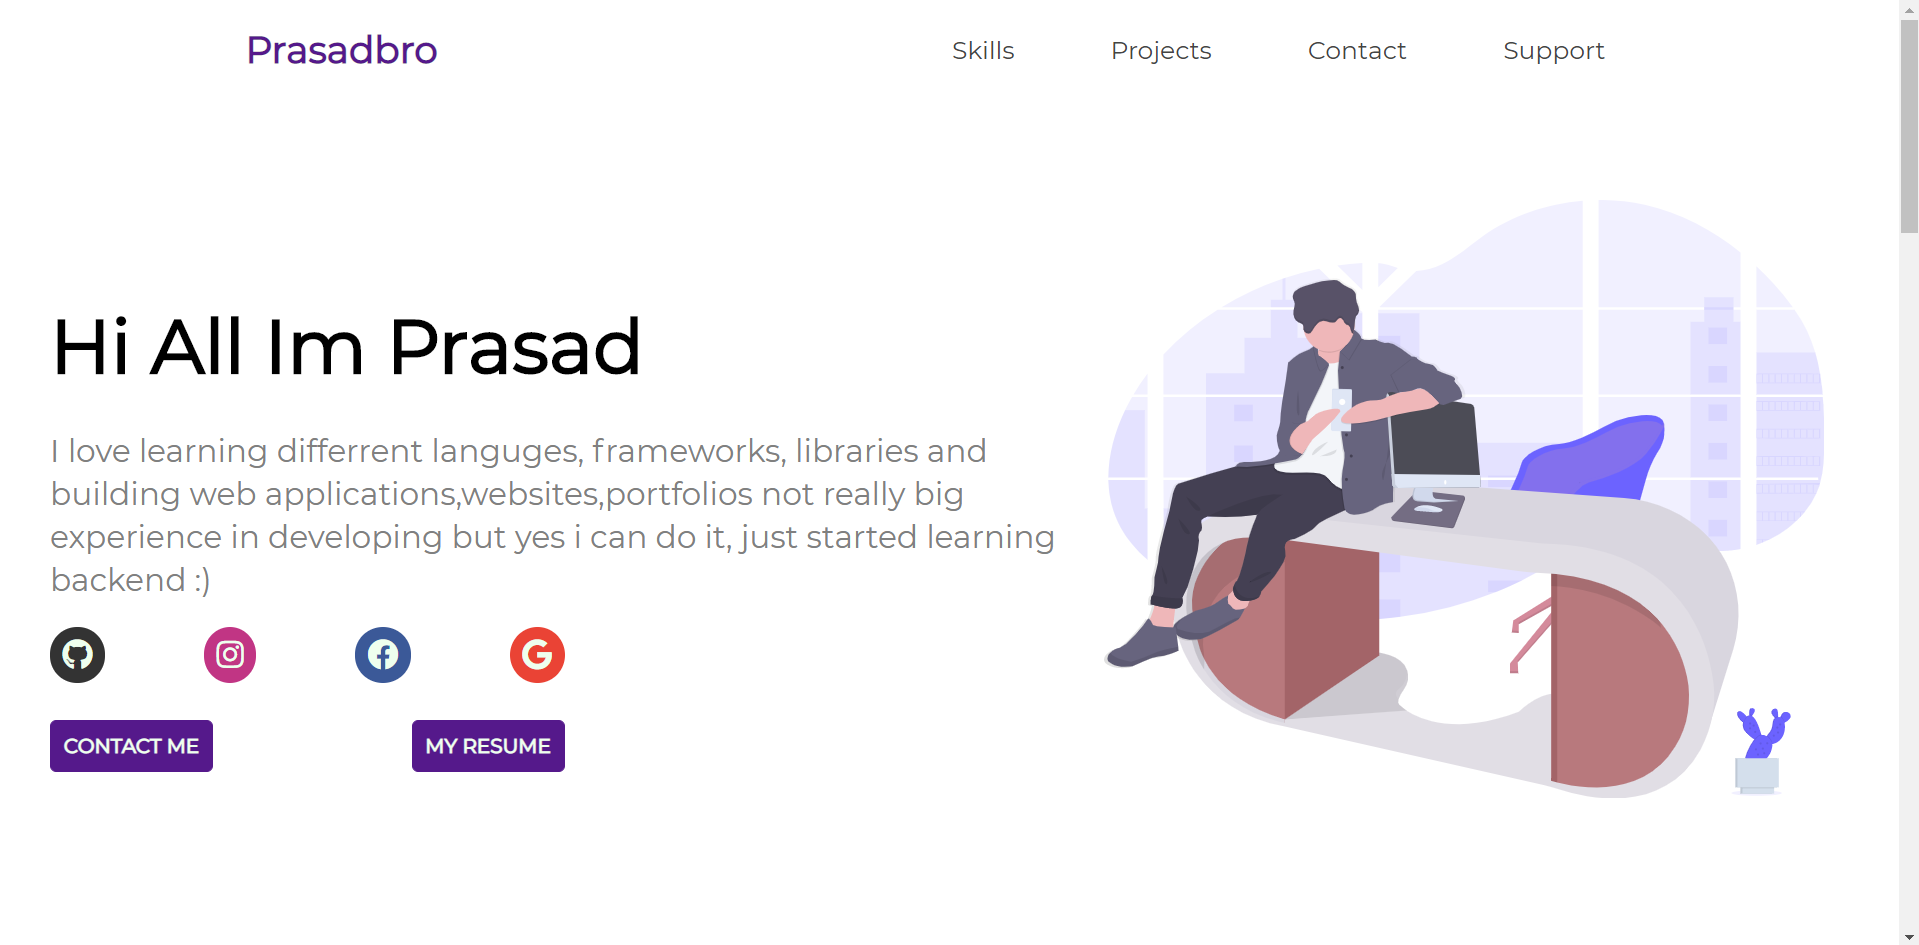 Prasadbro
Skills
Projects
Contact
Support
Hi All Im Prasad
I love learning differrent languges, frameworks, libraries and
building web applications,websites,portfolios not really big
experience in developing but yes i can do it, just started learning
backend :)
CONTACT ME
MY RESUME